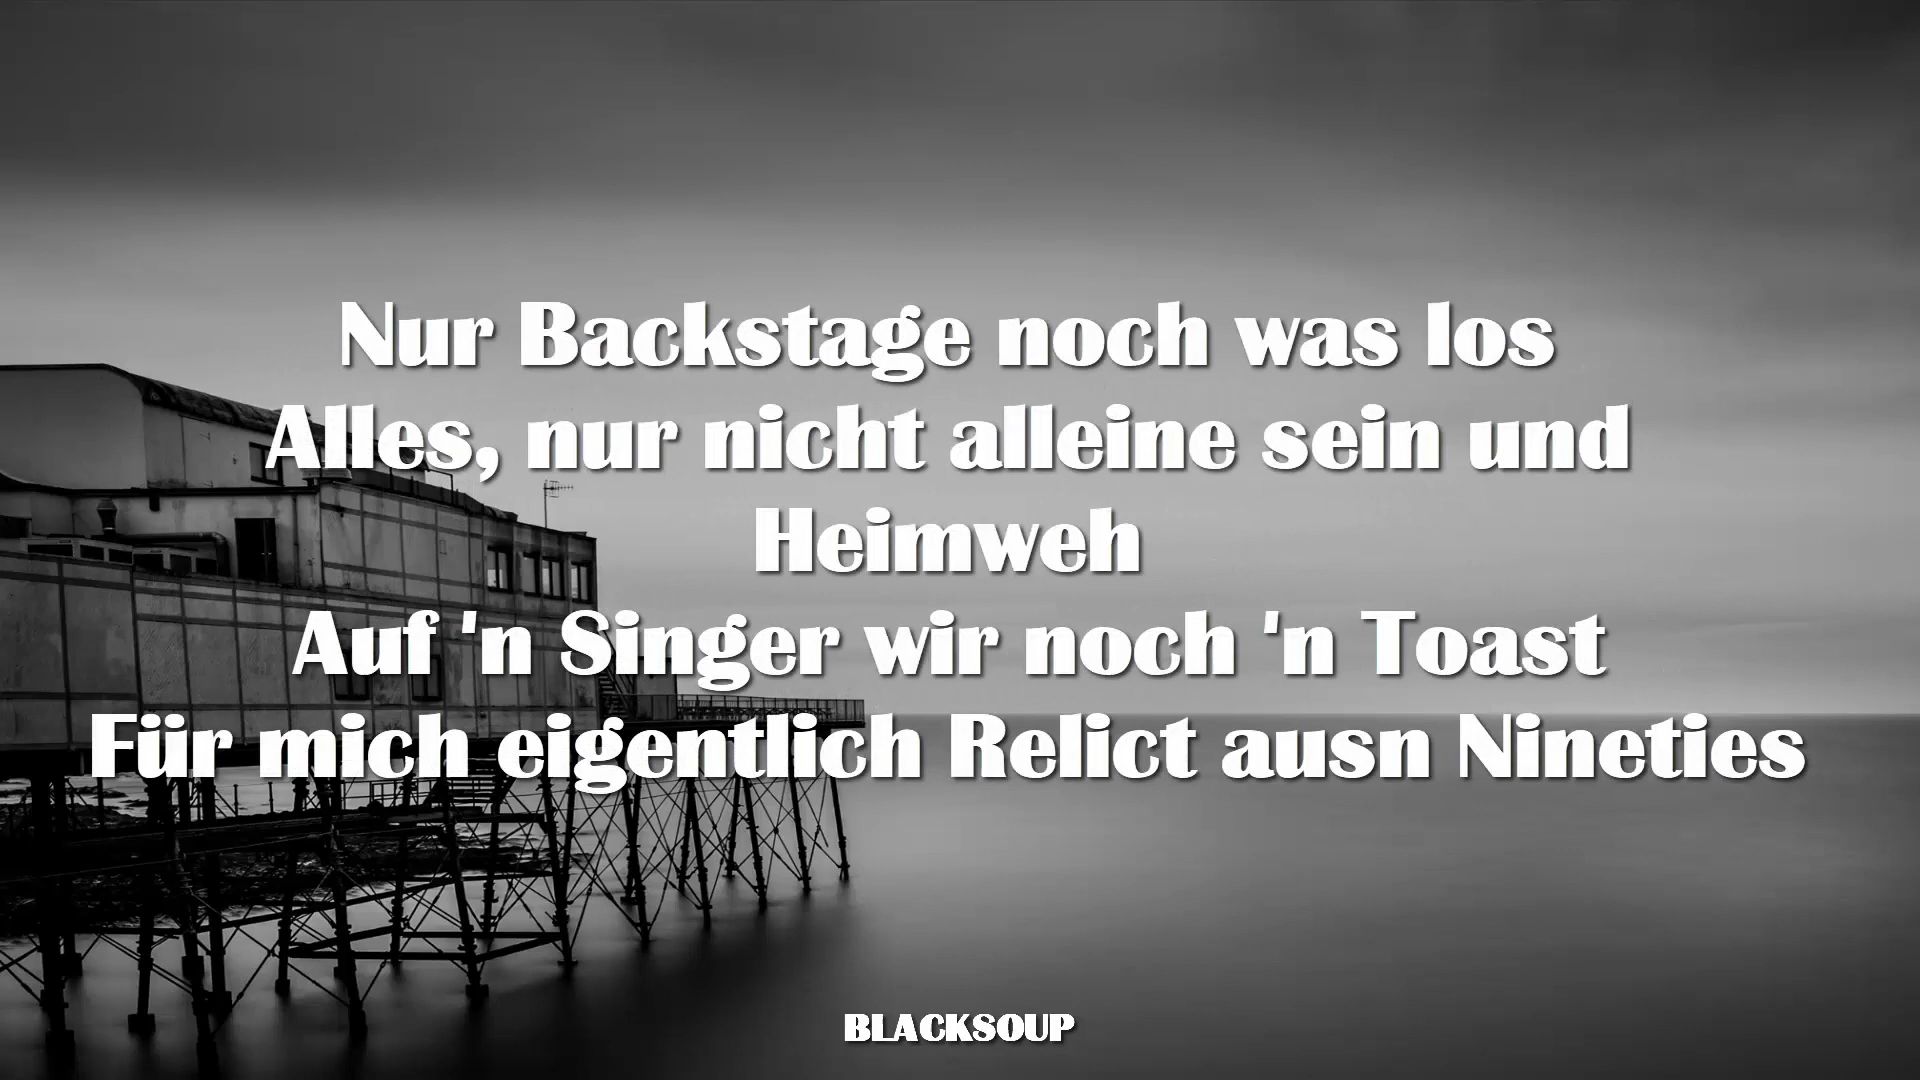 Nur Backstage noch was los
Alles, nur nicht alleine sein und
Heimweh
Auf 'n Singer wir noch 'n Toast
Für mich eigentlich Relict ausn Nineties
BLACKSOUP